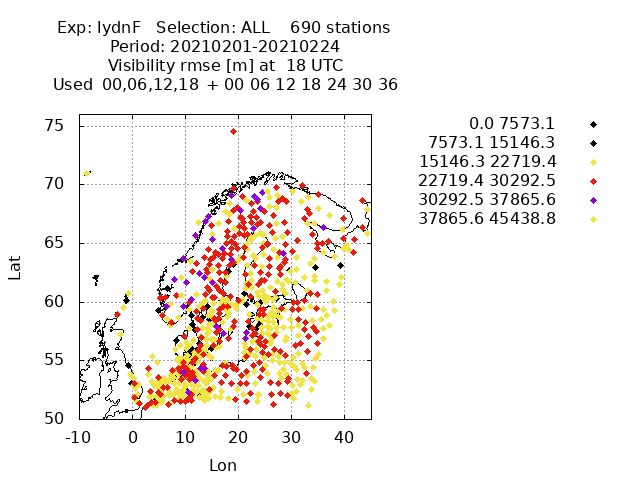 Exp: IydnF Selection: ALL 690 stations
Period: 20210201-20210224
Visibility rmse [m] at 18 UTC
Used 00,06,12,18 + 00 06 12 18 24 30 36
0.0 7573.1
7573.1 15146.3
15146.3 22719.4
22719.4 30292.5
30292.5 37865.6
37865.6 45438.8
75
70
65
60
55
50
Lat
-10 0 10 20 30 40
Lon